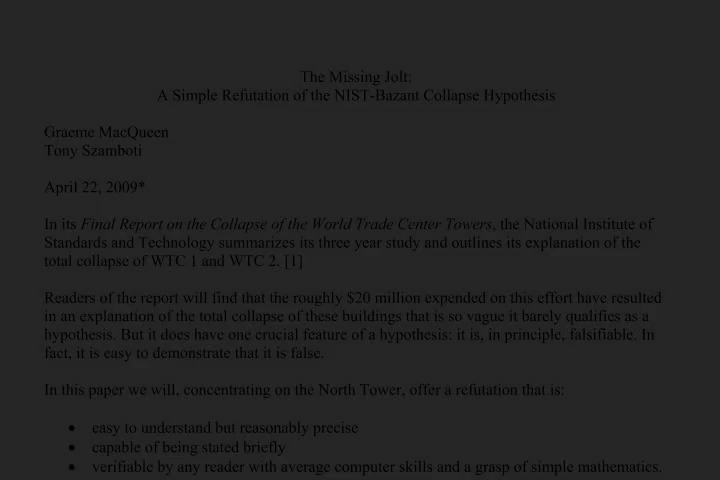 The Missing Jolt:
A Simple Refutation of the NIST-Bazant Collapse Hypothesis
Graeme MacQueen
Tony Szamboti
April 22, 2009*
In its Final Report on the Collapse of the World Trade Center Towers, the National Institute of
Standards and Technology summarizes its three year study and outlines its explanation of the
total collapse of WTC 1 and WTC 2. [1]
Readers of the report will find that the roughly $20 million expended on this effort have resulted
in an explanation of the total collapse of these buildings that is so vague it barely qualifies as a
hypothesis. But it does have one crucial feature of a hypothesis: it is, in principle, falsifiable. In
fact, it is easy to demonstrate that it is false.
In this paper we will, concentrating on the North Tower, offer a refutation that is:
• easy to understand but reasonably precise
• capable of being stated briefly
• verifiable by any reader with average computer skills and a grasp of simple mathematics.